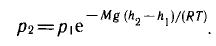 p₂ = p₁e^{-Mg(h₂-h₁)/(RT)}.